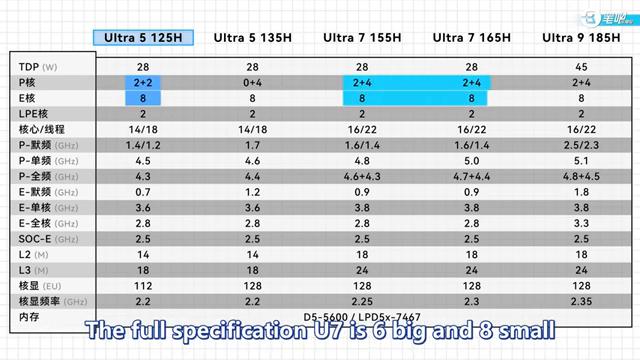 笔吧
Ultra 5 125H Ultra 5 135H Ultra 7 155H Ultra 7 165H Ultra 9 185H
TDP (W) 28 28 28 28 45
P核 2+2 0+4 2+4 2+4 2+4
E核 8 8 8 8 8
LPE核 2 2 2 2 2
核心/线程 14/18 14/18 16/22 16/22 16/22
P-默频 (GHz) 1.4/1.2 1.7 1.6/1.4 1.6/1.4 2.5/2.3
P-单频 (GHz) 4.5 4.6 4.8 5.0 5.1
P-全频 (GHz) 4.3 4.4 4.6+4.3 4.7+4.4 4.8+4.5
E-默频 (GHz) 0.7 1.2 0.9 0.9 1.8
E-单核 (GHz) 3.6 3.6 3.8 3.8 3.8
E-全核 (GHz) 2.8 2.8 2.8 2.8 3.3
SOC-E (GHz) 2.5 2.5 2.5 2.5 2.5
L2 (M) 14 14 18 18 18
L3 (M) 18 18 24 24 24
核显 (EU) 112 128 128 128 128
核显频率 (GHz) 2.2 2.2 2.25 2.3 2.35
内存 D5-5600 / LPD5x-7467
The full specification U7 is 6 big and 8 small